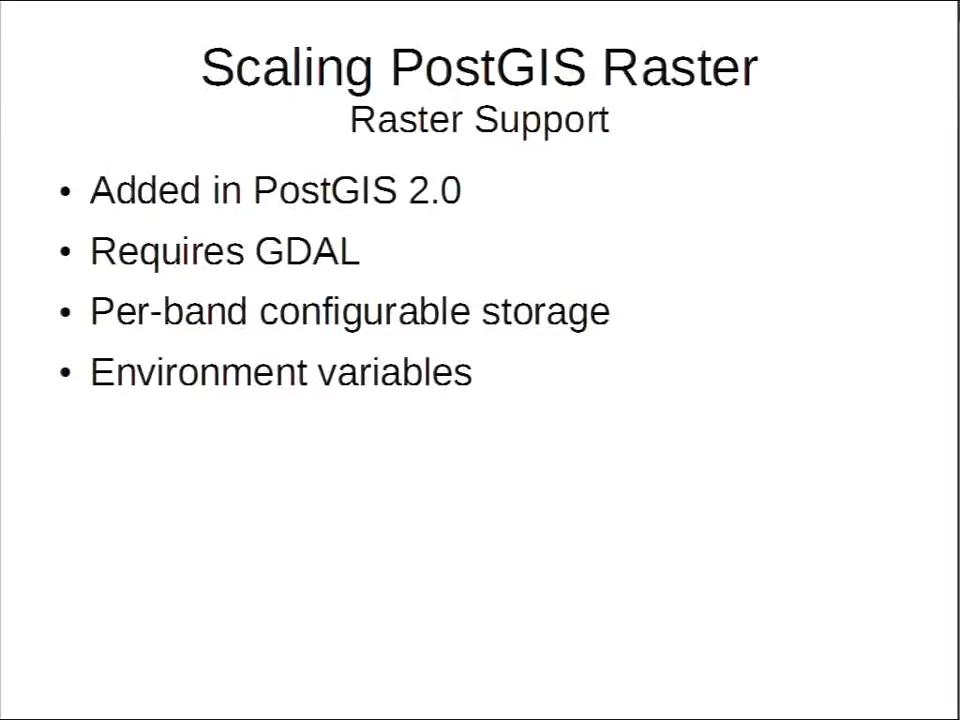 Scaling PostGIS Raster
Raster Support
• Added in PostGIS 2.0
• Requires GDAL
• Per-band configurable storage
• Environment variables